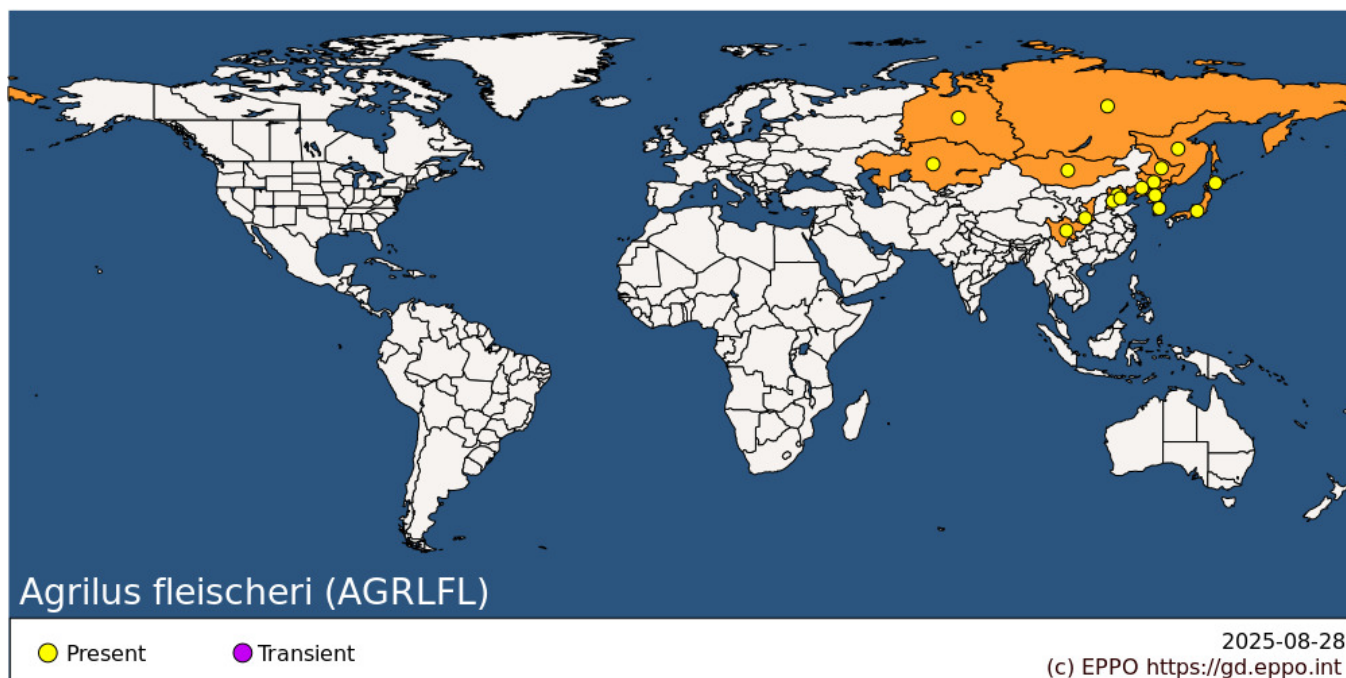 Agrilus fleischeri (AGRLFL)
Present
Transient
2025-08-28
(c) EPPO https://gd.eppo.int